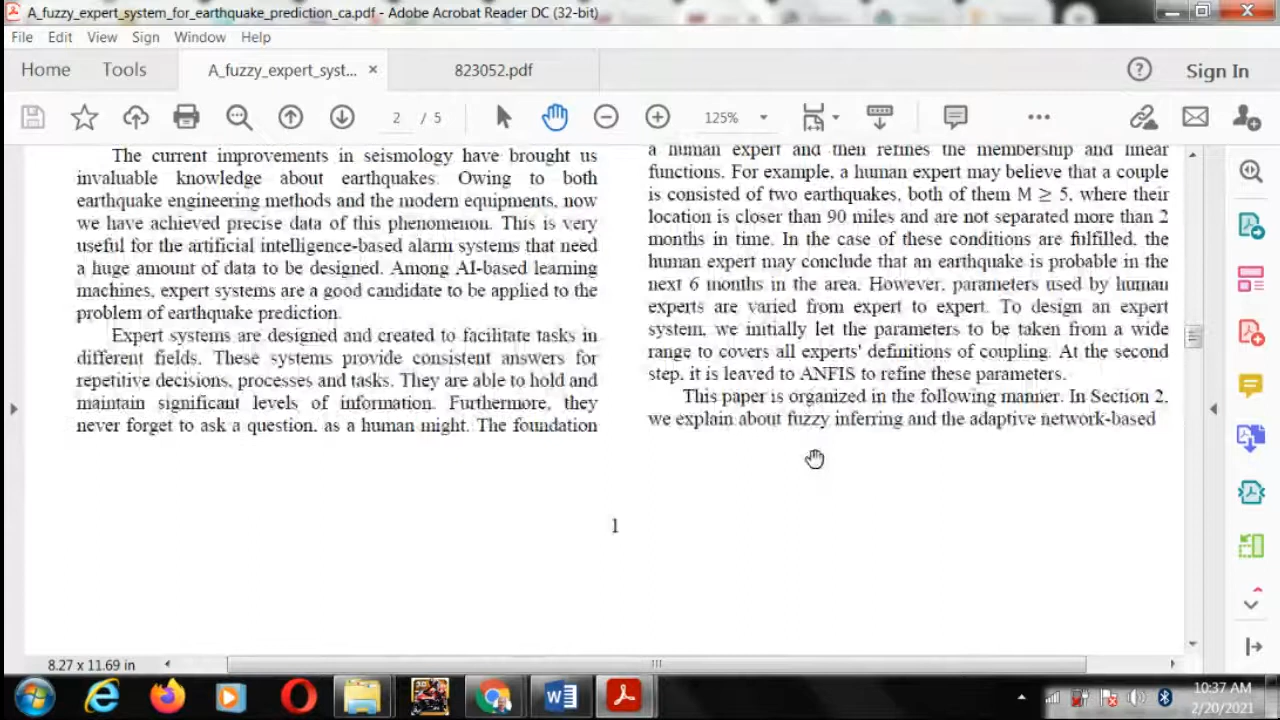 A_fuzzy_expert_system_for_earthquake_prediction_ca.pdf - Adobe Acrobat Reader DC (32-bit)
File Edit View Sign Window Help
Home Tools A_fuzzy_expert_syst... × 823052.pdf Sign In
2 / 5 125%
The current improvements in seismology have brought us
invaluable knowledge about earthquakes. Owing to both
earthquake engineering methods and the modern equipments, now
we have achieved precise data of this phenomenon. This is very
useful for the artificial intelligence-based alarm systems that need
a huge amount of data to be designed. Among AI-based learning
machines, expert systems are a good candidate to be applied to the
problem of earthquake prediction.
Expert systems are designed and created to facilitate tasks in
different fields. These systems provide consistent answers for
repetitive decisions, processes and tasks. They are able to hold and
maintain significant levels of information. Furthermore, they
never forget to ask a question, as a human might. The foundation
a human expert and then refines the membership and linear
functions. For example, a human expert may believe that a couple
is consisted of two earthquakes, both of them M ≥ 5, where their
location is closer than 90 miles and are not separated more than 2
months in time. In the case of these conditions are fulfilled, the
human expert may conclude that an earthquake is probable in the
next 6 months in the area. However, parameters used by human
experts are varied from expert to expert. To design an expert
system, we initially let the parameters to be taken from a wide
range to covers all experts' definitions of coupling. At the second
step, it is leaved to ANFIS to refine these parameters.
This paper is organized in the following manner. In Section 2,
we explain about fuzzy inferring and the adaptive network-based
1
8.27 x 11.69 in
10:37 AM
2/20/2021